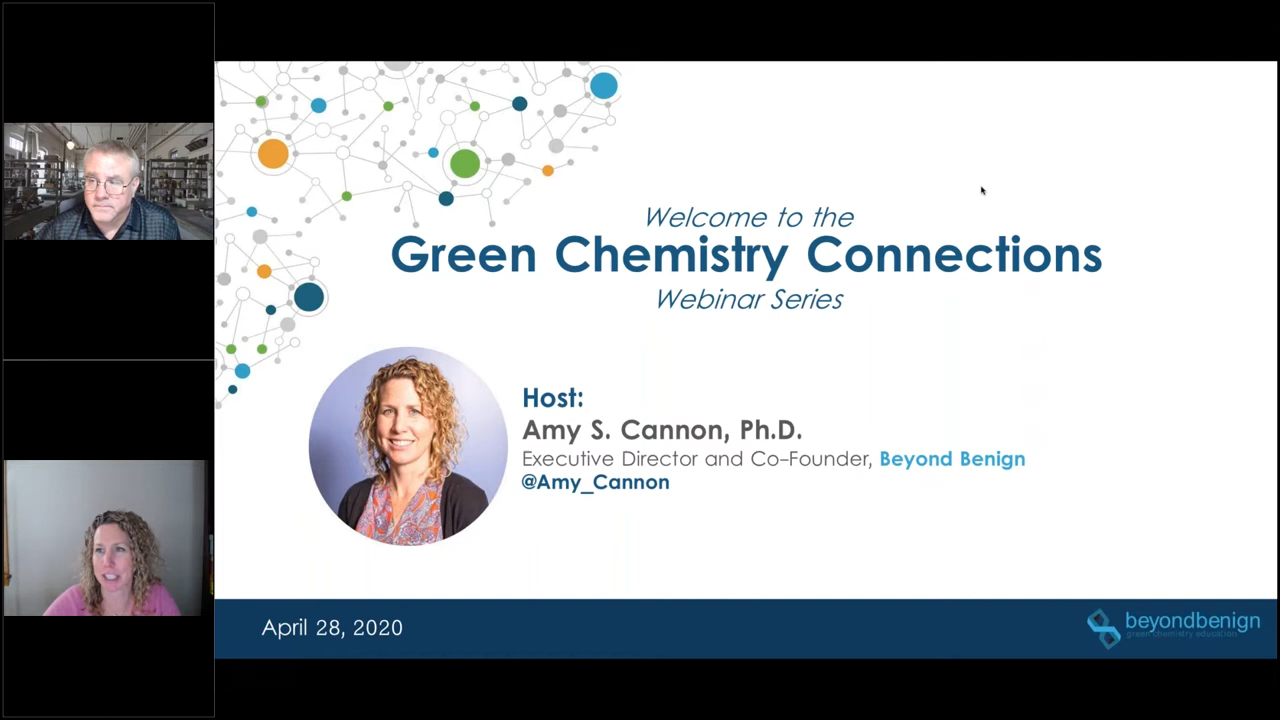 Welcome to the
Green Chemistry Connections
Webinar Series
Host:
Amy S. Cannon, Ph.D.
Executive Director and Co-Founder, Beyond Benign
@Amy_Cannon
April 28, 2020
beyondbenign
green chemistry education